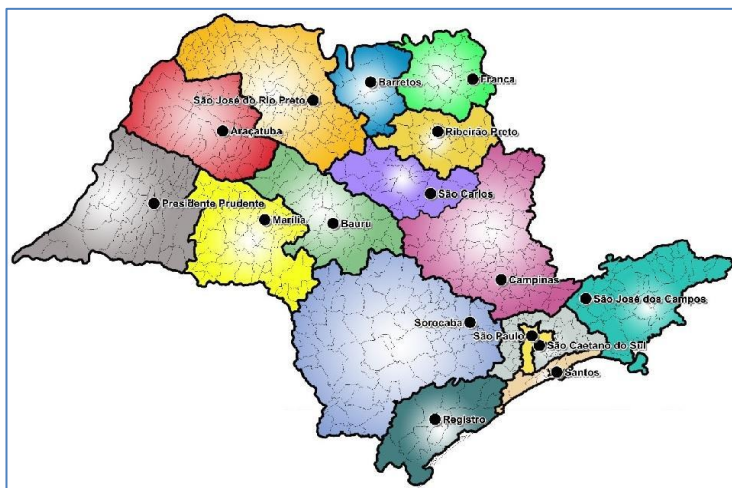 Barretos
Franca
São José do Rio Preto
Araçatuba
Ribeirão Preto
São Carlos
Presidente Prudente
Marília
Bauru
Campinas
São José dos Campos
Sorocaba
São Paulo
São Caetano do Sul
Santos
Registro